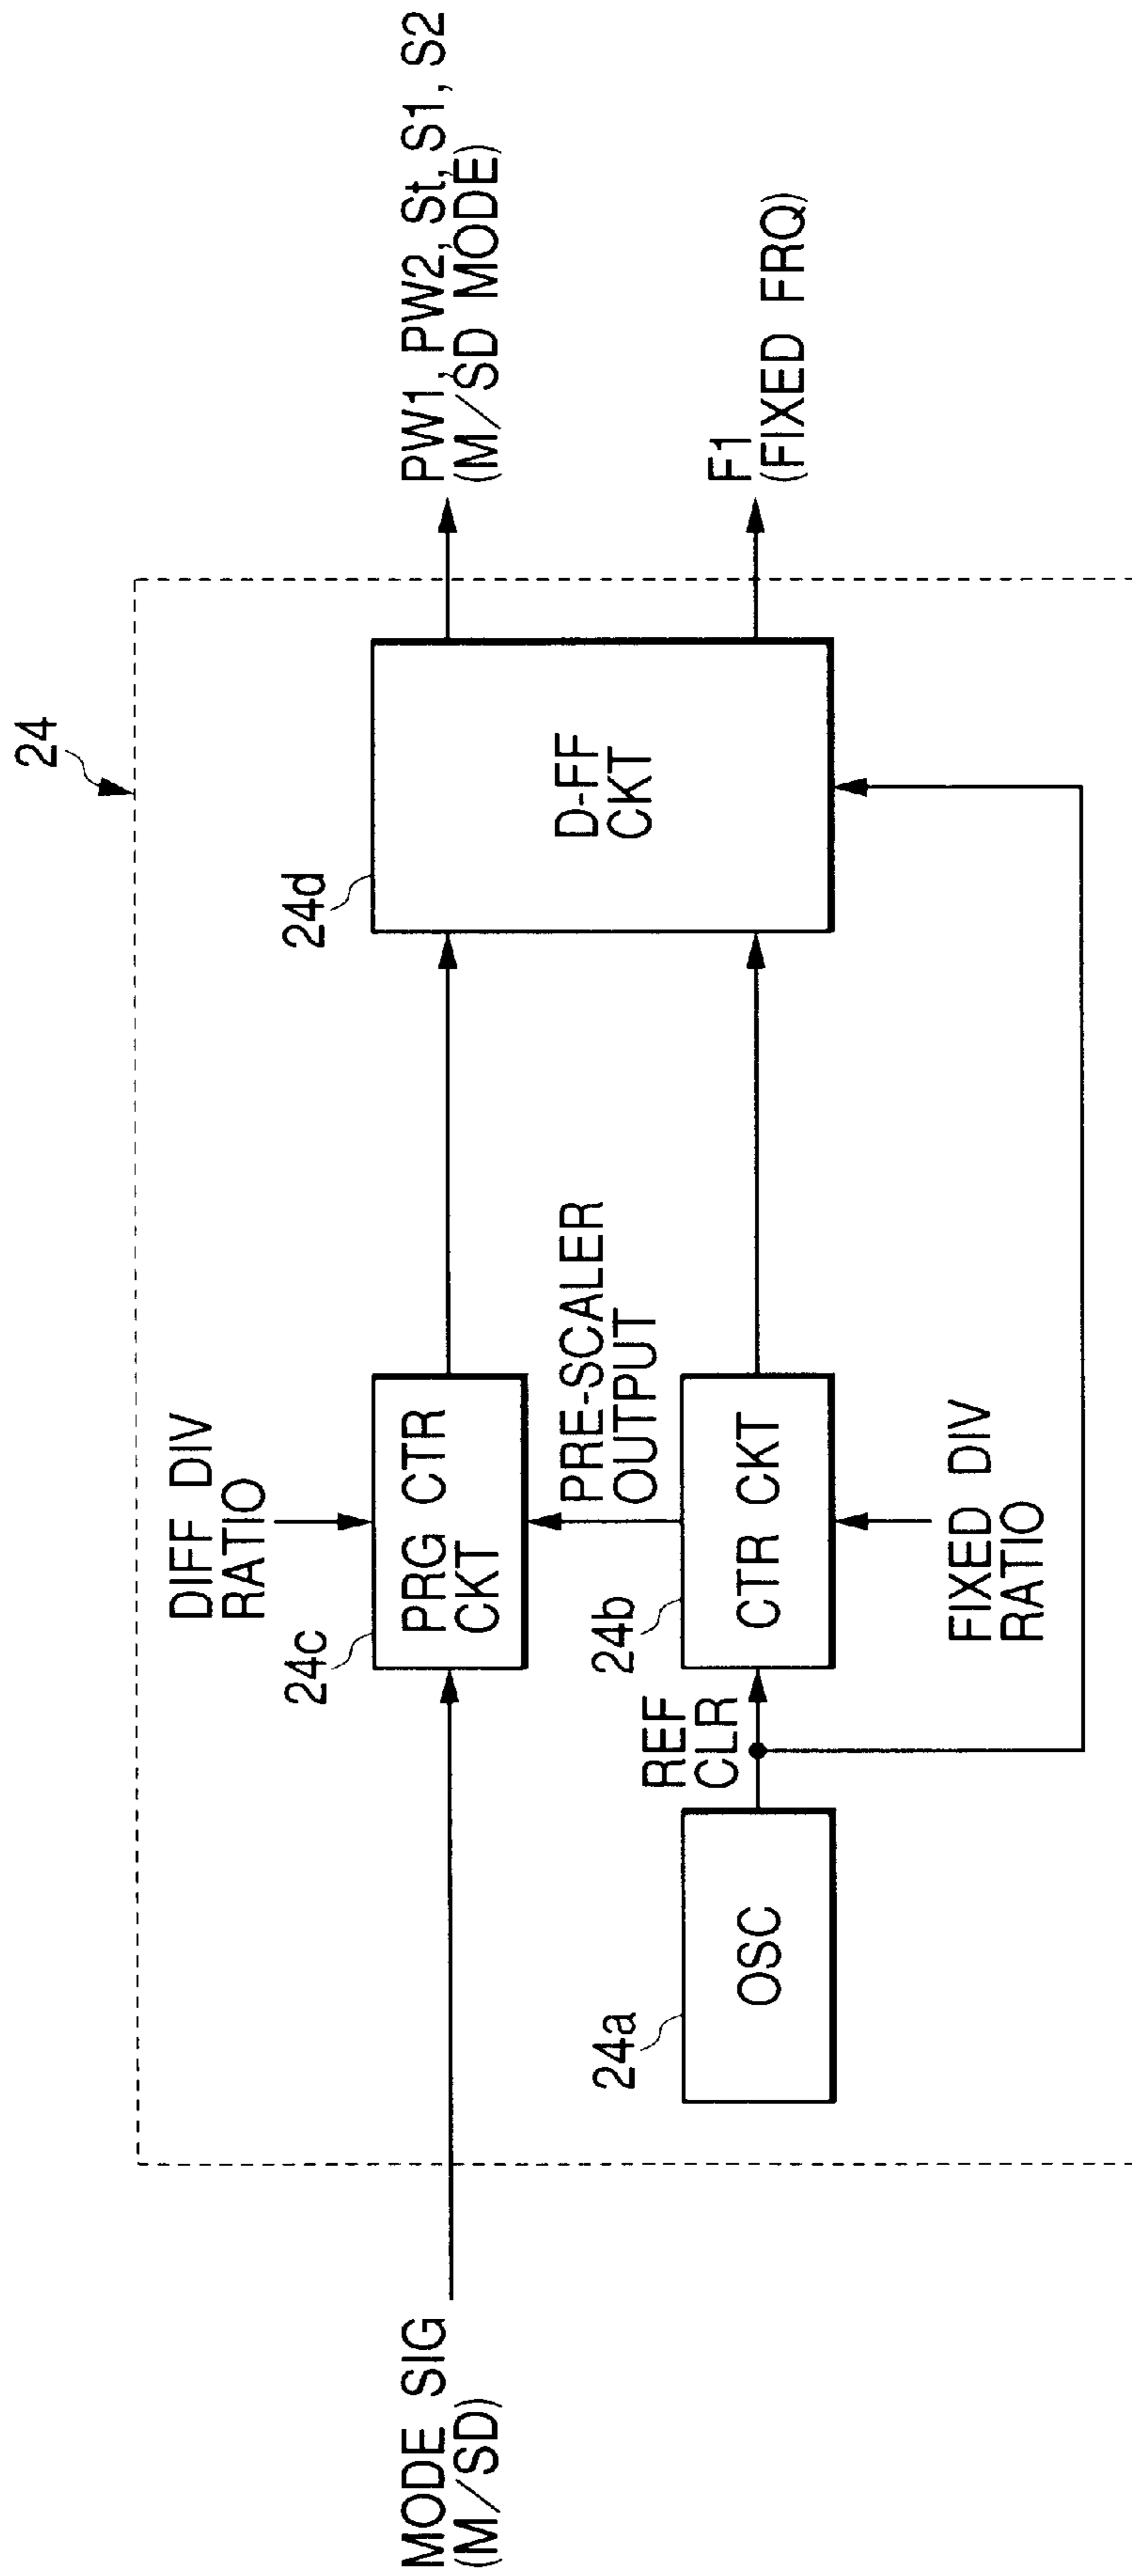 24
MODE SIG
(M/SD)
DIFF DIV
RATIO
24c
PRG CTR
CKT
PRE-SCALER
OUTPUT
24d
D-FF
CKT
PW1, PW2, St, S1, S2
(M/SD MODE)
24a
OSC
REF
CLR
24b
CTR CKT
FIXED DIV
RATIO
F1
(FIXED FRQ)